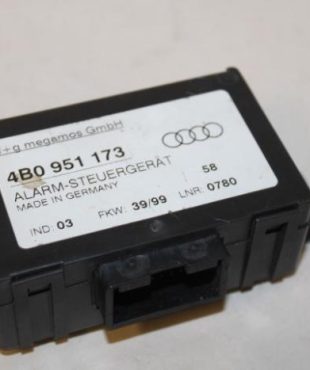 +g megamos GmbH
4B0 951 173
ALARM-STEUERGERÄT
MADE IN GERMANY 58
IND: 03 FKW: 39/99 LNR: 0780